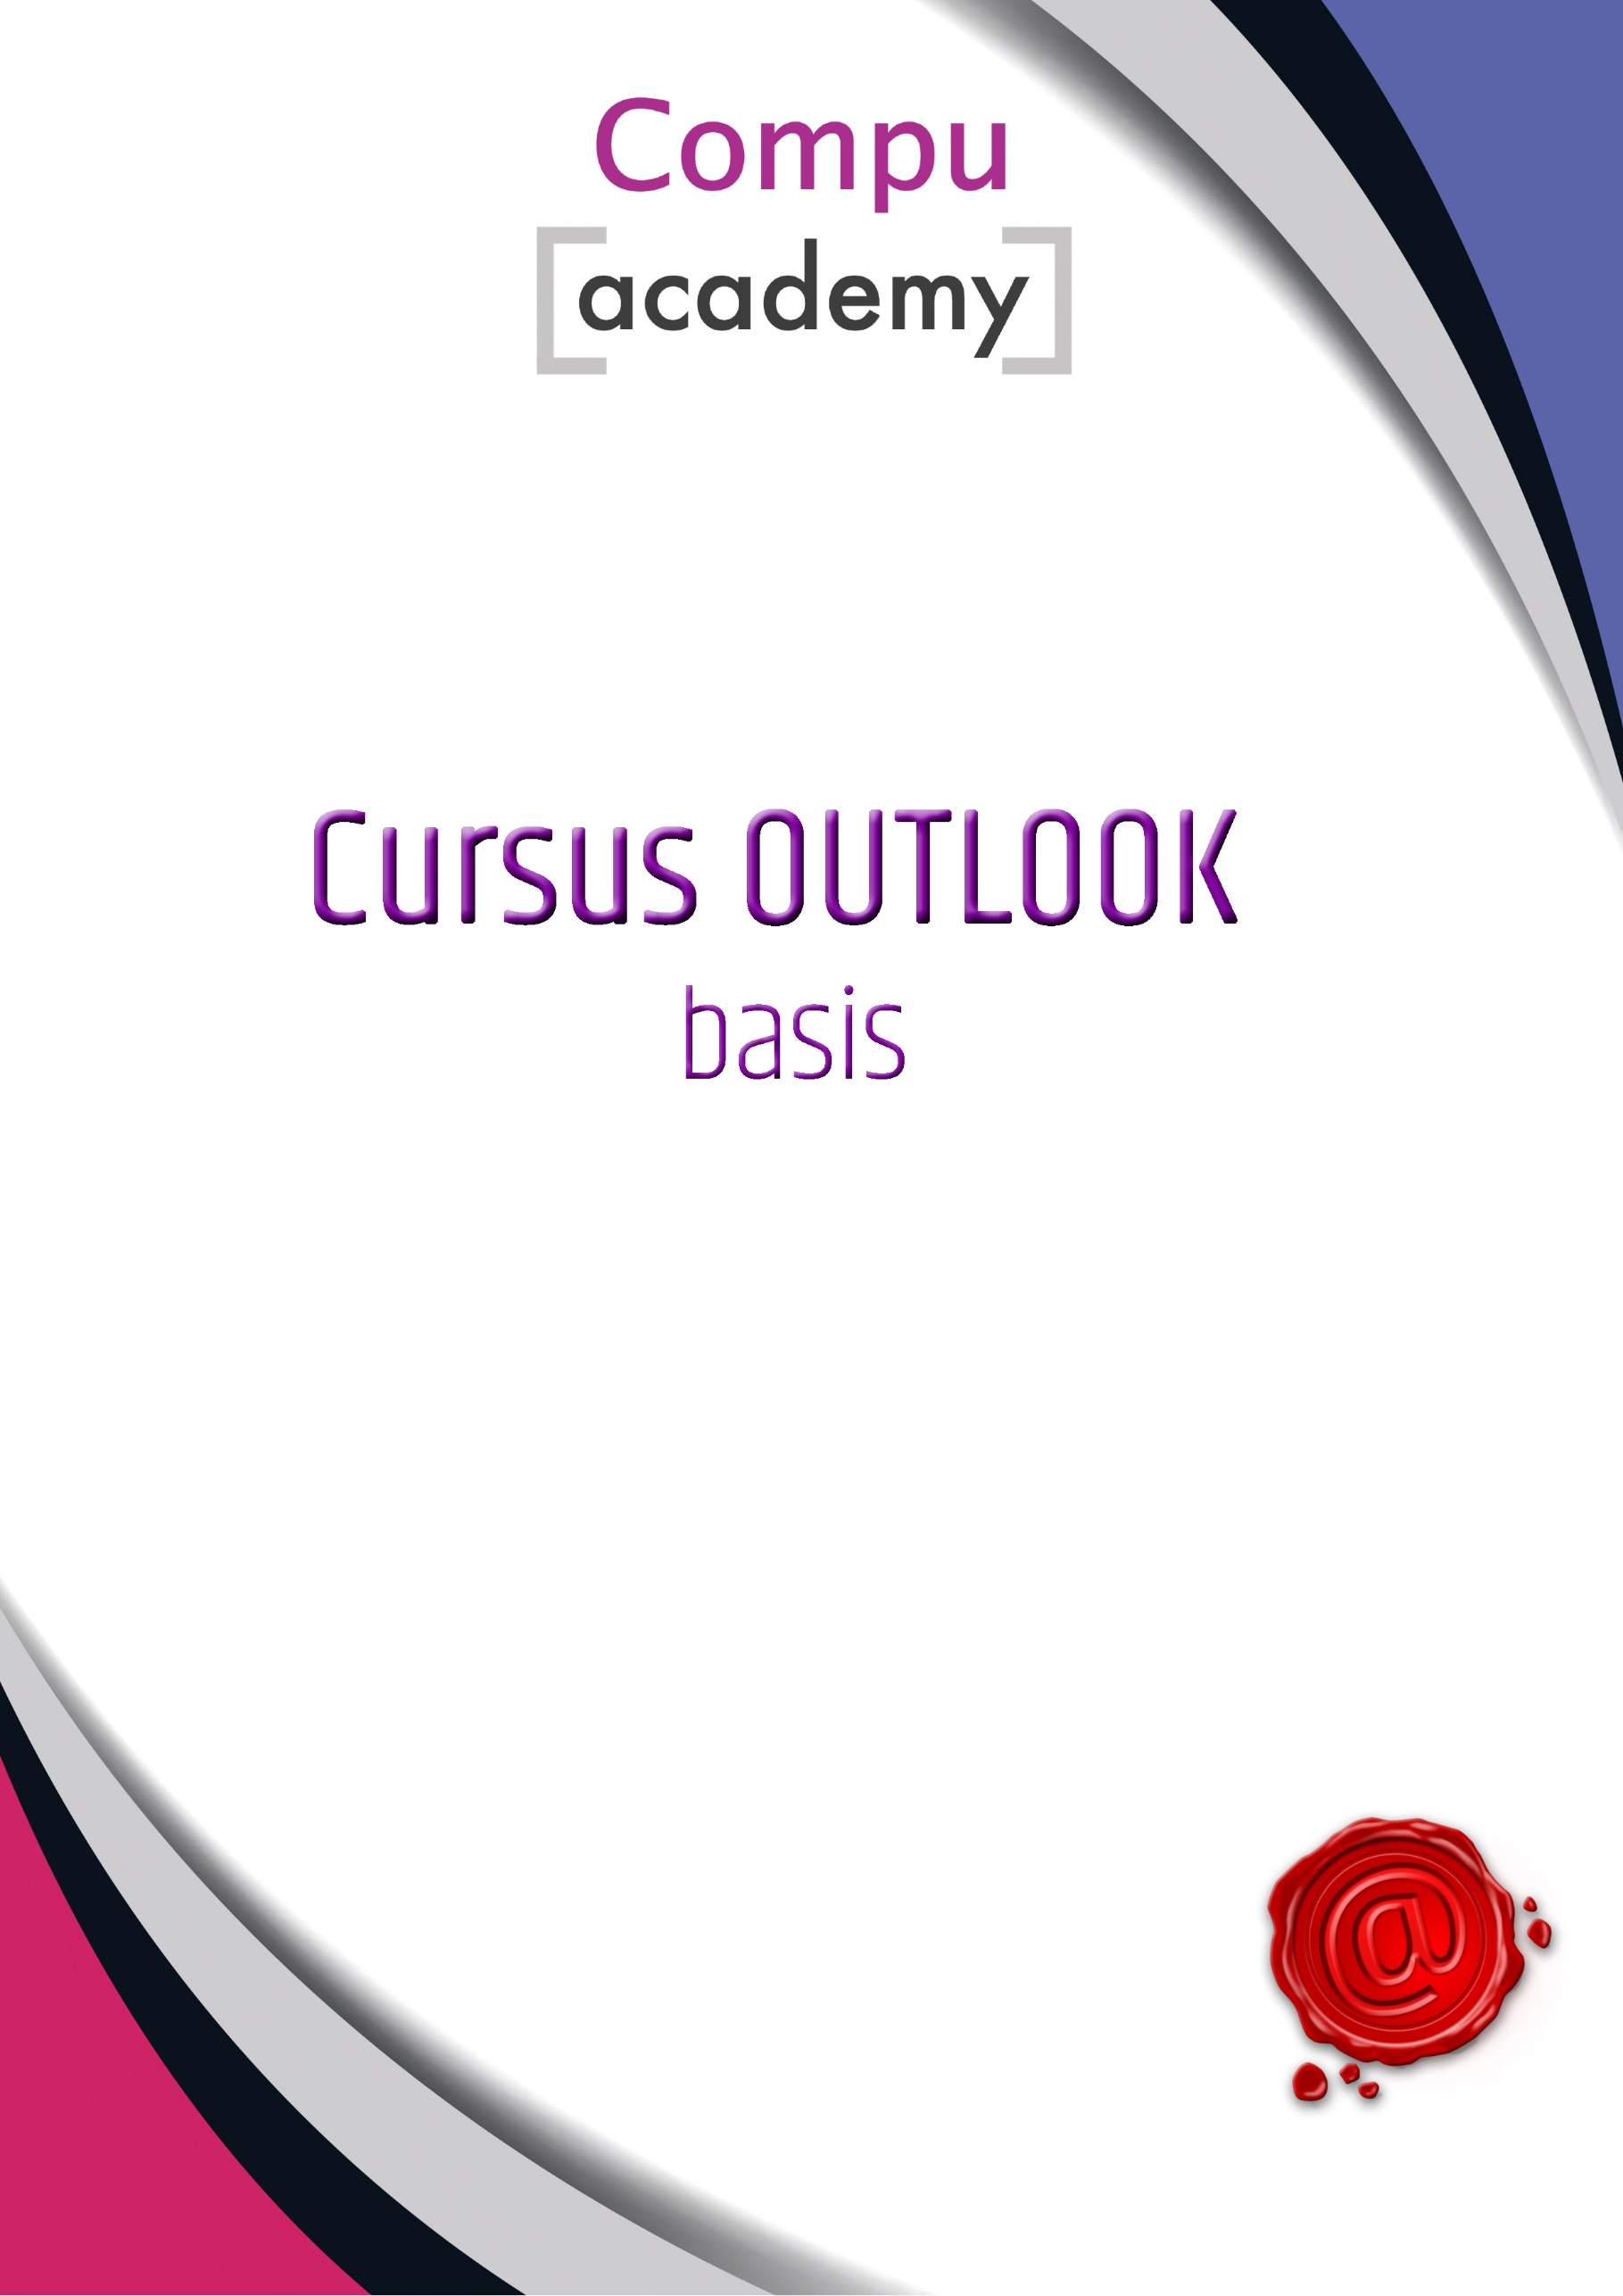 Compu
[academy]
Cursus OUTLOOK
basis
@